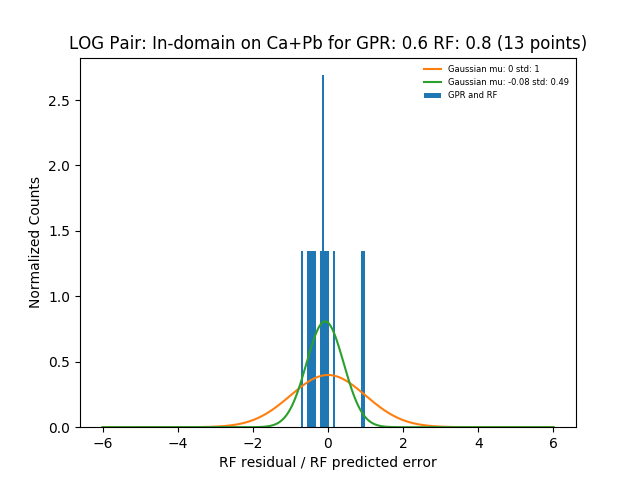 LOG Pair: In-domain on Ca+Pb for GPR: 0.6 RF: 0.8 (13 points)
Gaussian mu: 0 std: 1
Gaussian mu: -0.08 std: 0.49
GPR and RF
Normalized Counts
2.5
2.0
1.5
1.0
0.5
0.0
−6 −4 −2 0 2 4 6
RF residual / RF predicted error